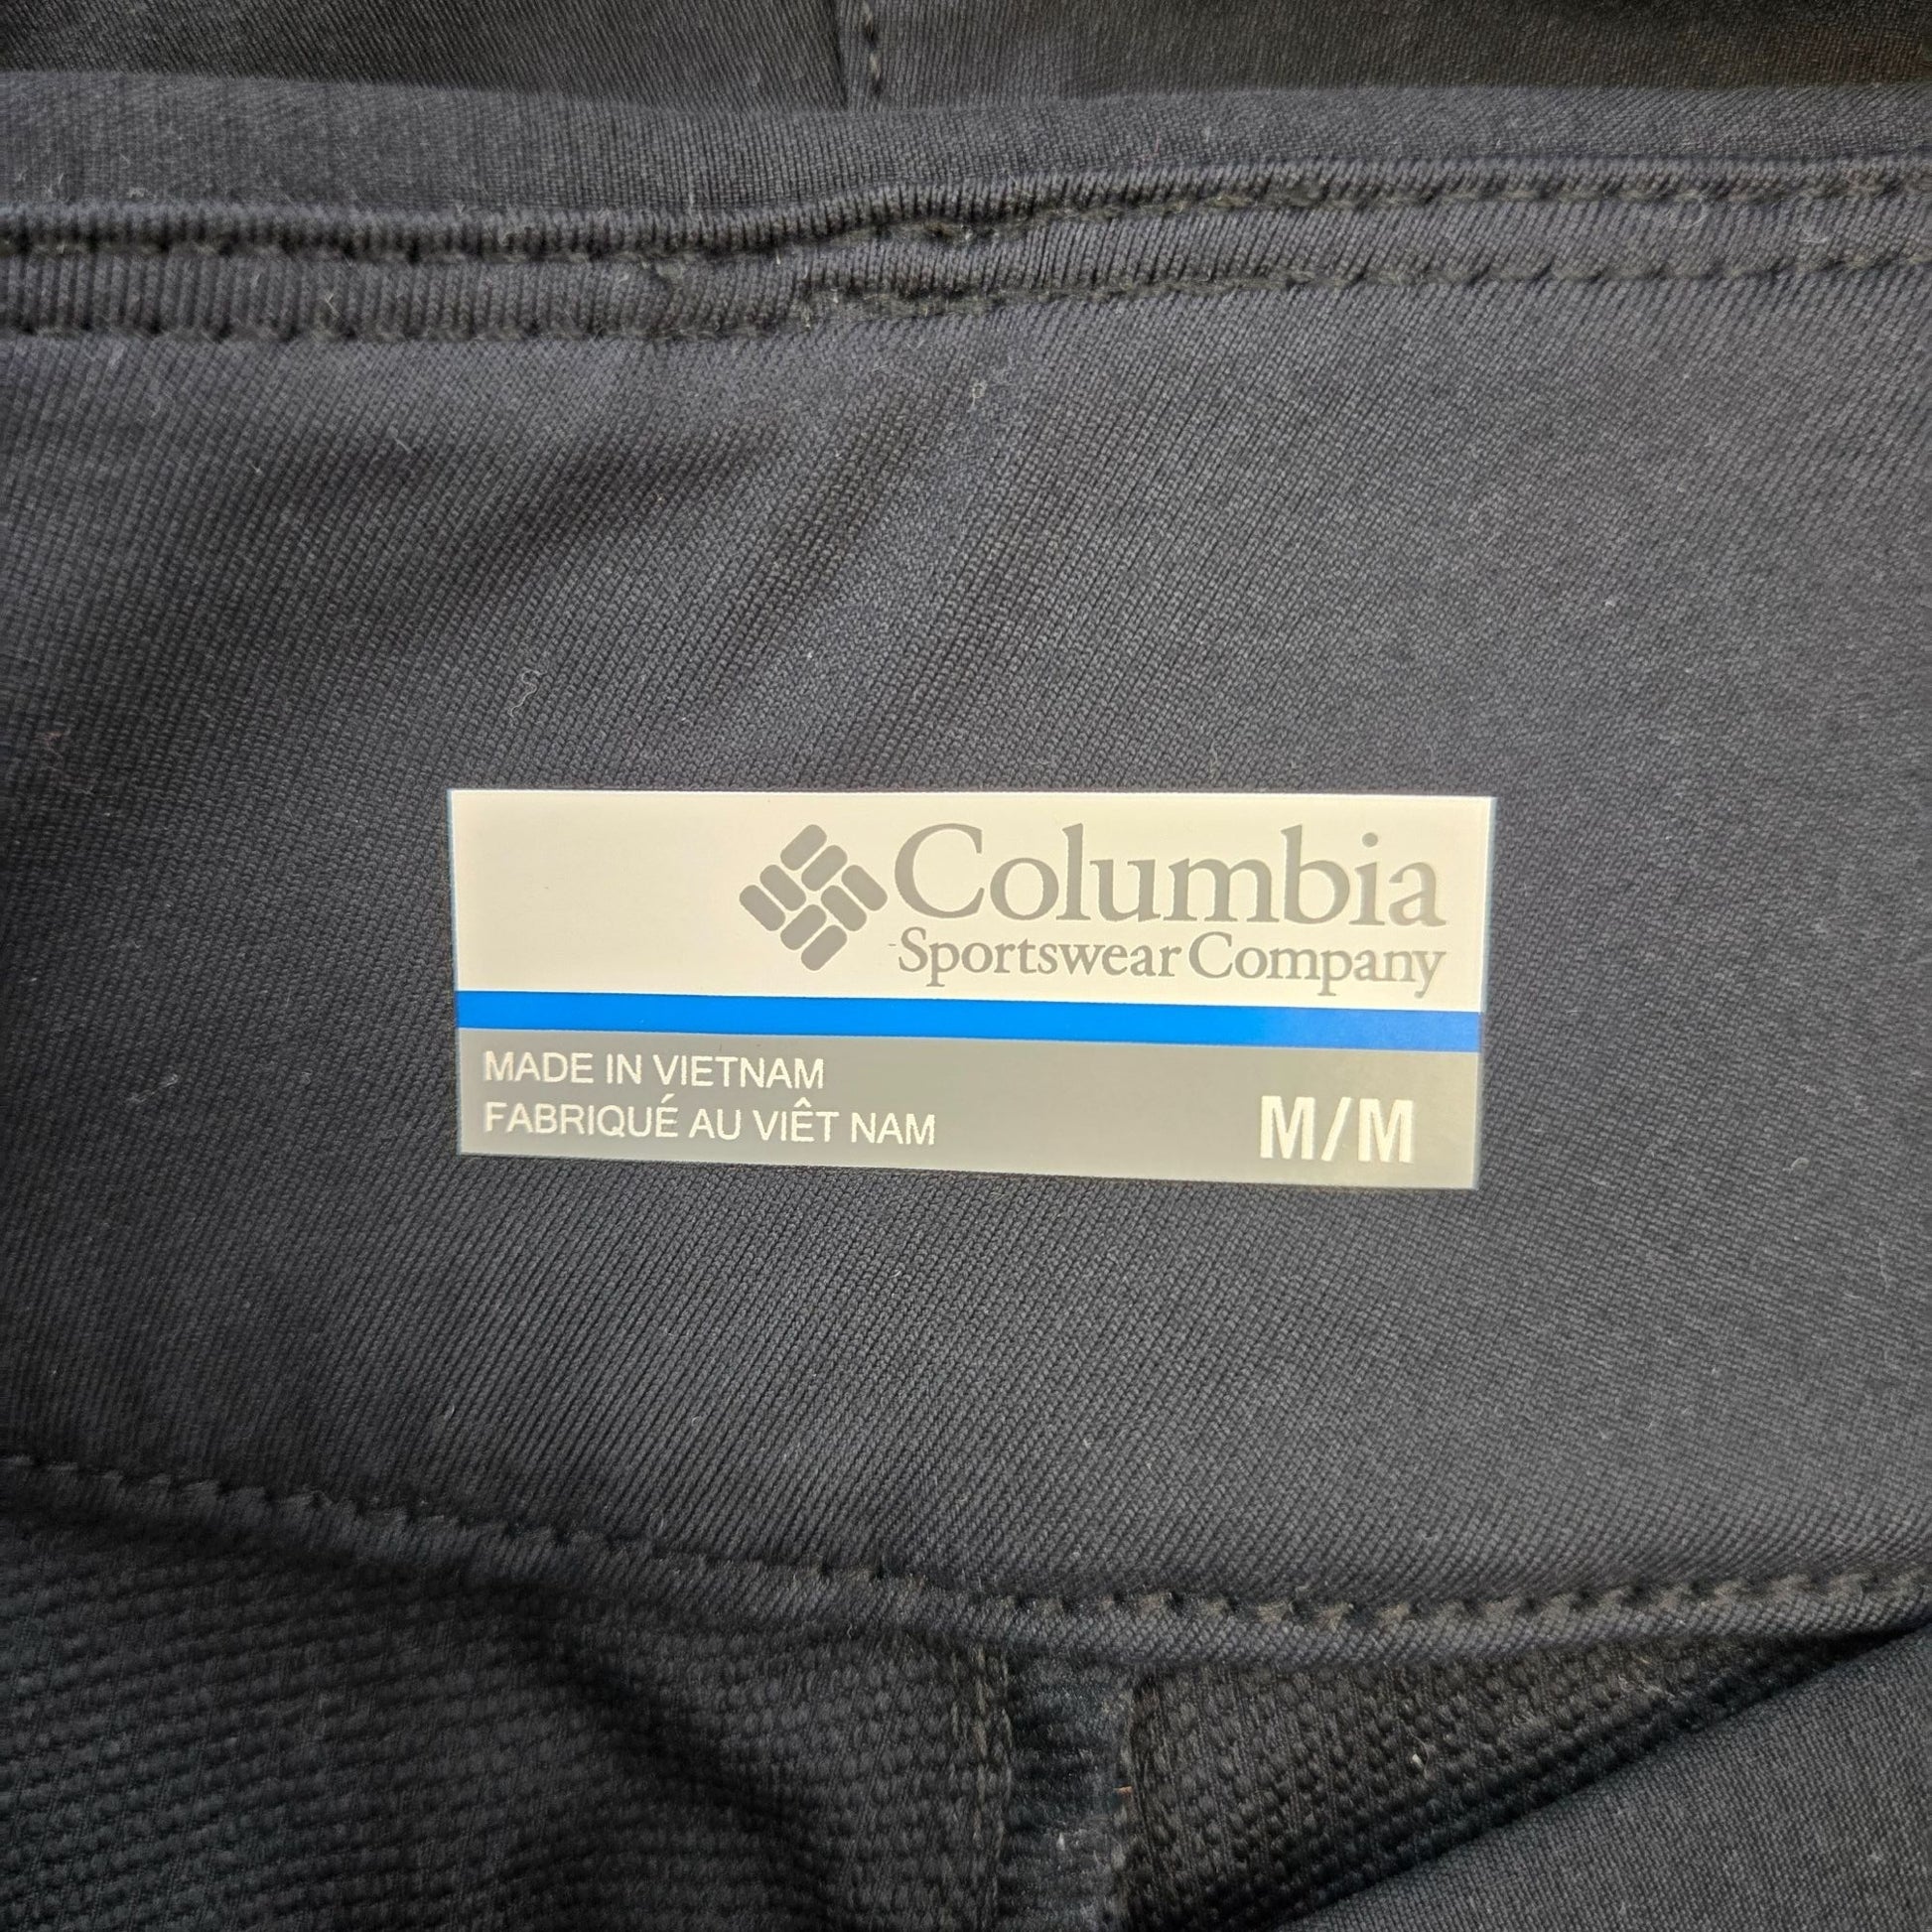 Columbia
Sportswear Company
MADE IN VIETNAM
FABRIQUÉ AU VIÊT NAM
M/M